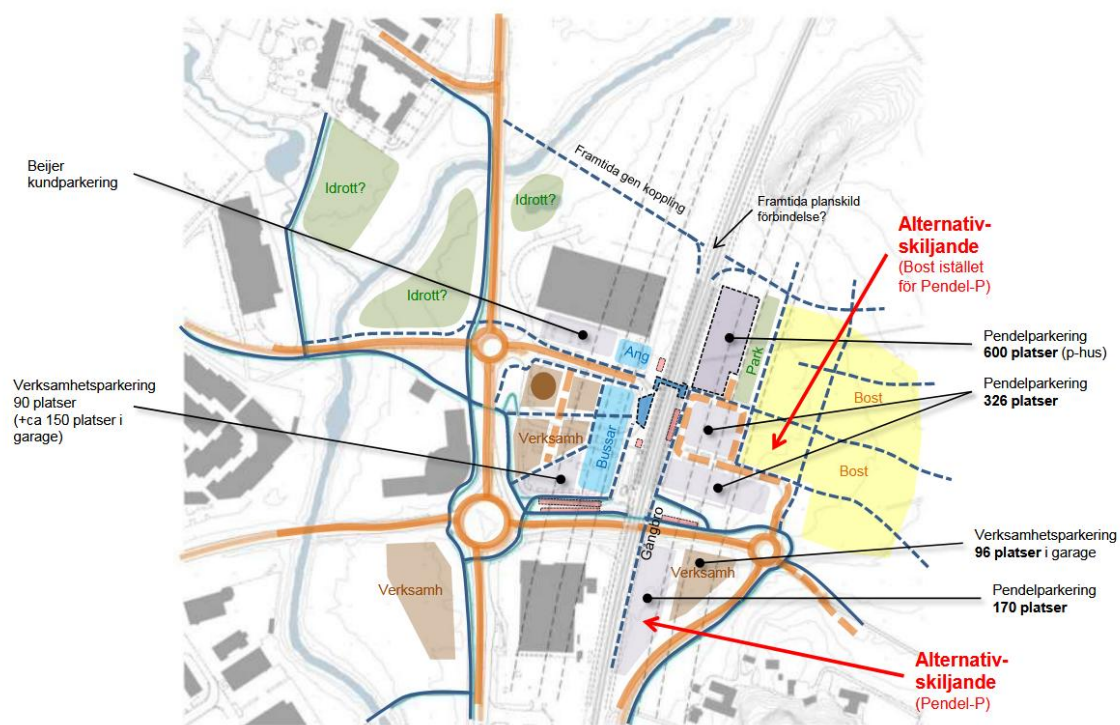 Beijer
kundparkering
Idrott?
Idrott?
Idrott?
Framtida gen koppling
Framtida planskild
förbindelse?
Alternativ-
skiljande
(Bost istället
för Pendel-P)
Pendelparkering
600 platser (p-hus)
Pendelparkering
326 platser
Verksamhetsparkering
90 platser
(+ca 150 platser i
garage)
Ang
Park
Bost
Verksamh
Bussar
Bost
Gångbro
Verksamhetsparkering
96 platser i garage
Verksamh
Verksamh
Pendelparkering
170 platser
Alternativ-
skiljande
(Pendel-P)